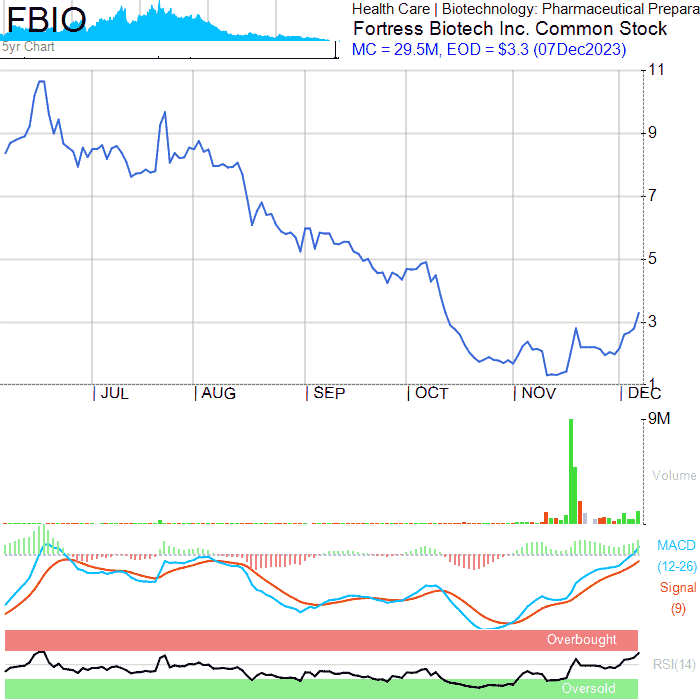 FBIO
5yr Chart
Health Care | Biotechnology: Pharmaceutical Prepara
Fortress Biotech Inc. Common Stock
MC = 29.5M, EOD = $3.3 (07Dec2023)
11
9
7
5
3
1
JUL AUG SEP OCT NOV DEC
9M
Volume
MACD
(12-26)
Signal
(9)
Overbought
RSI(14)
Oversold